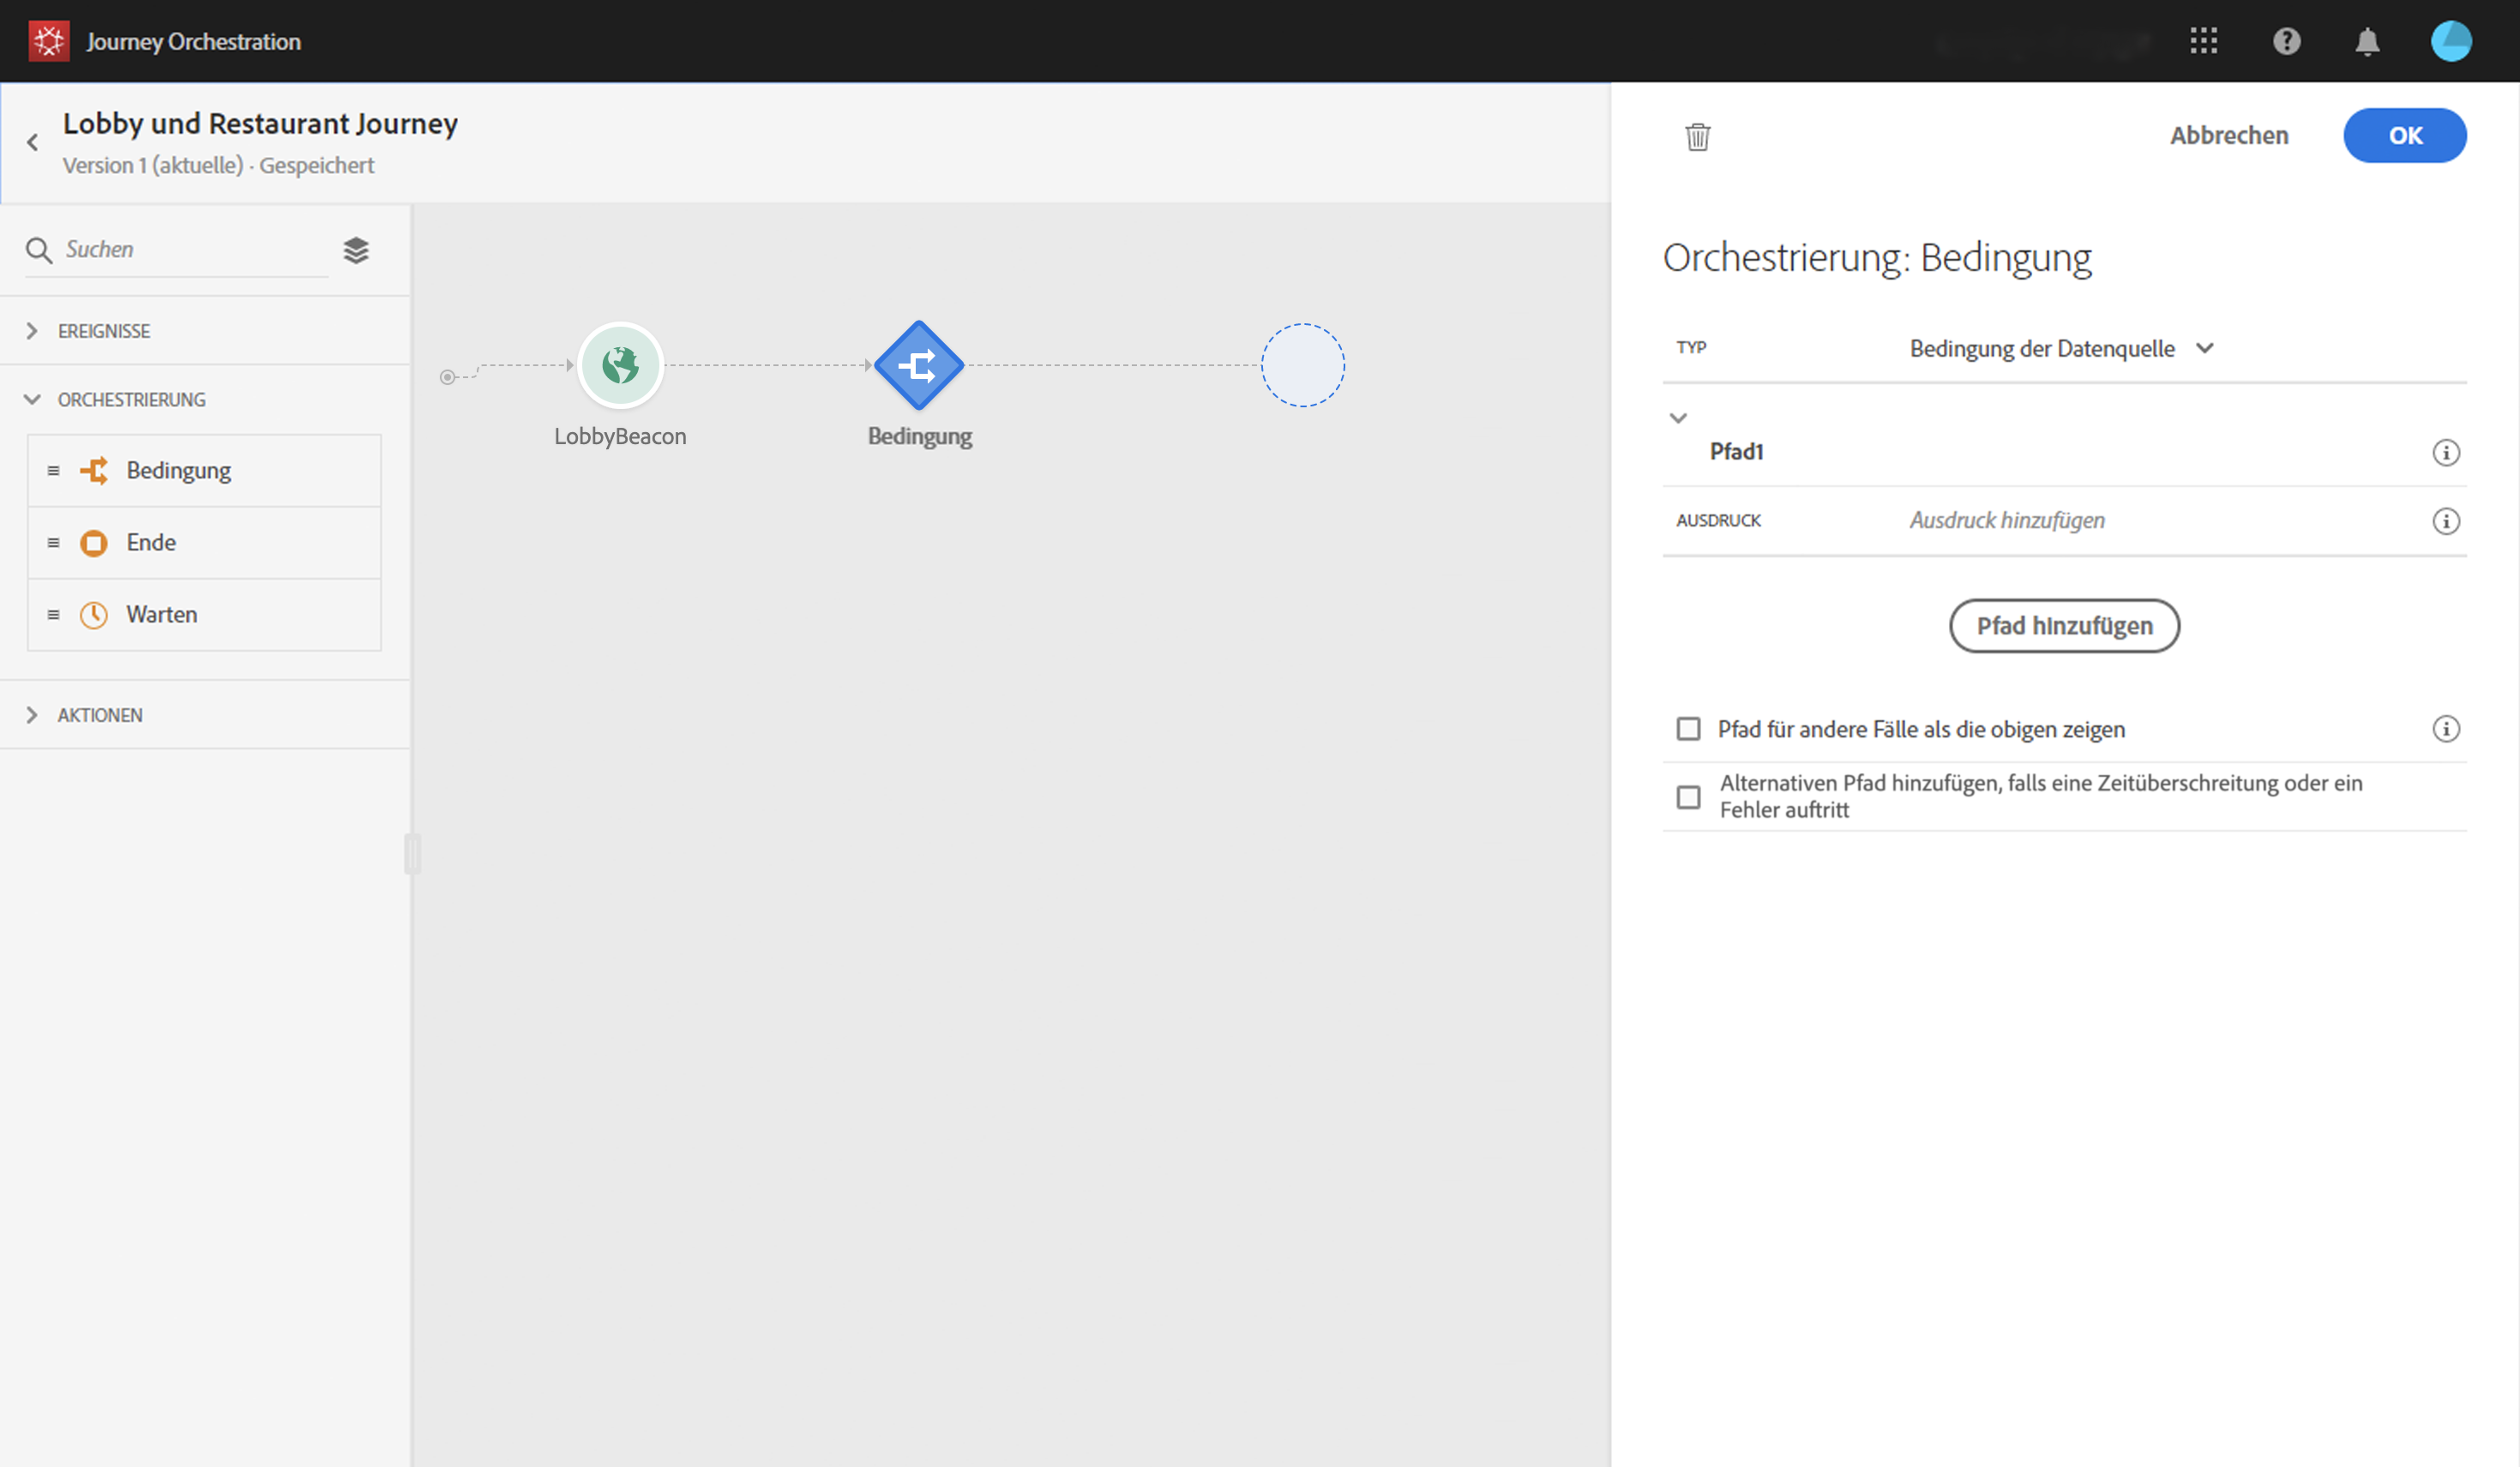 Journey Orchestration
Lobby und Restaurant Journey
Version 1 (aktuelle) · Gespeichert
Suchen
EREIGNISSE
ORCHESTRIERUNG
Bedingung
Ende
Warten
AKTIONEN
LobbyBeacon
Bedingung
Abbrechen
OK
Orchestrierung: Bedingung
TYP
Bedingung der Datenquelle
Pfad1
AUSDRUCK
Ausdruck hinzufügen
Pfad hinzufügen
Pfad für andere Fälle als die obigen zeigen
Alternativen Pfad hinzufügen, falls eine Zeitüberschreitung oder ein
Fehler auftritt